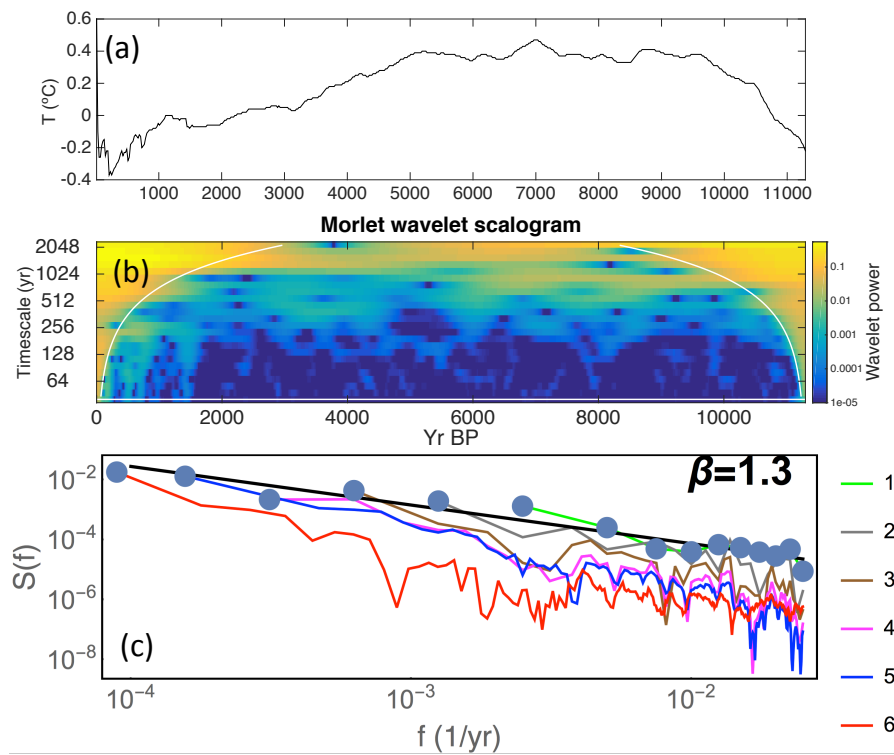 (a)
T (ºC)
0.6
0.4
0.2
0
-0.2
-0.4
1000 2000 3000 4000 5000 6000 7000 8000 9000 10000 11000
Morlet wavelet scalogram
(b)
Timescale (yr)
2048
1024
512
256
128
64
0 2000 4000 6000 8000 10000
Yr BP
0.1
0.01
0.001
0.0001
1e-05
Wavelet power
β=1.3
(c)
S(f)
10⁻²
10⁻⁴
10⁻⁶
10⁻⁸
10⁻⁴ 10⁻³ 10⁻²
f (1/yr)
1
2
3
4
5
6